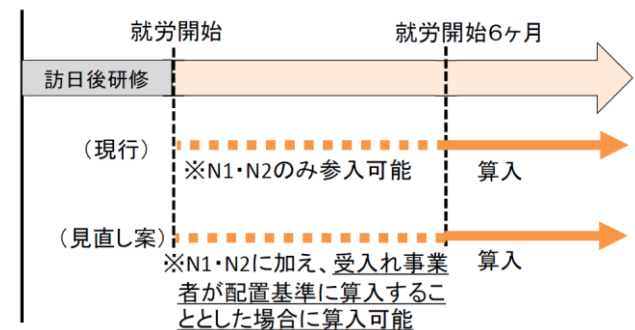 就労開始
就労開始6ヶ月
訪日後研修
(現行)
※N1・N2のみ参入可能
算入
(見直し案)
※N1・N2に加え、受入れ事業
者が配置基準に算入するこ
ととした場合に算入可能
算入